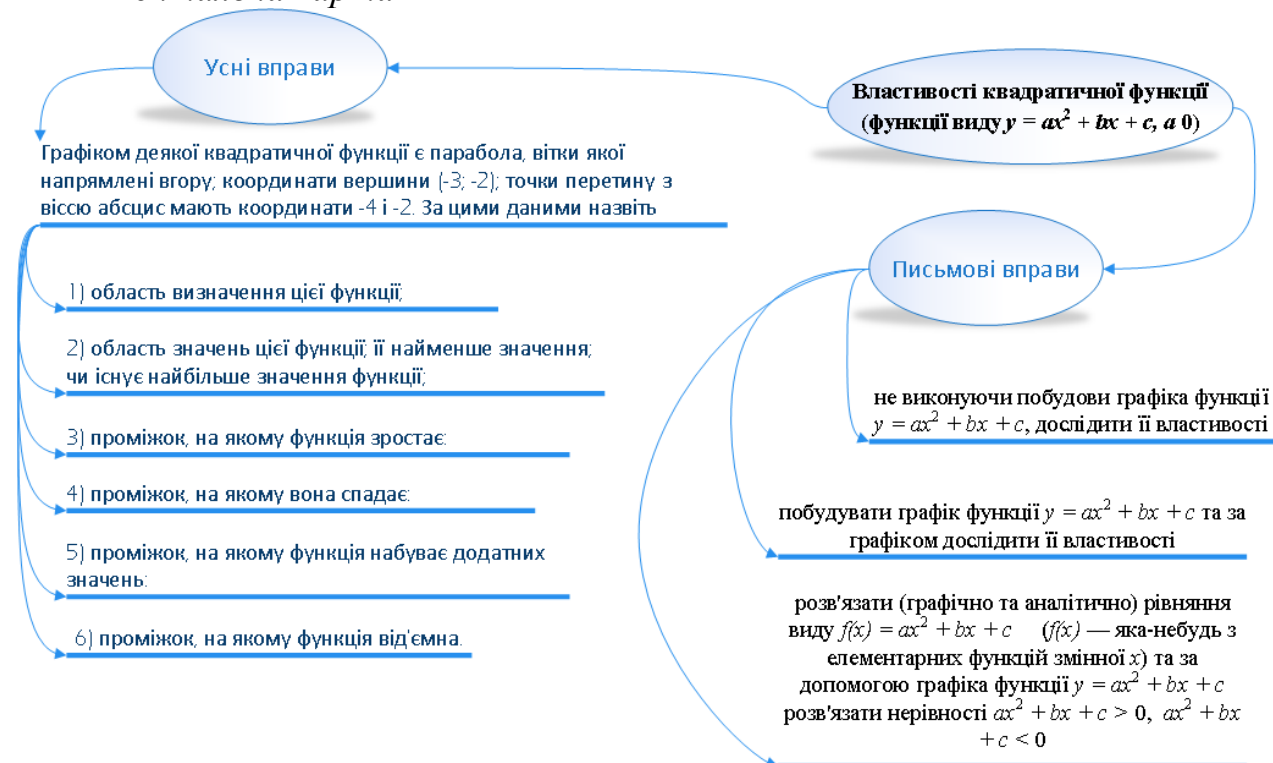 Усні вправи
Властивості квадратичної функції
(функції виду y = ax² + bx + c, a 0)
Графіком деякої квадратичної функції є парабола, вітки якої
напрямлені вгору; координати вершини (-3; -2); точки перетину з
віссю абсцис мають координати -4 і -2. За цими даними назвіть
1) область визначення цієї функції;
2) область значень цієї функції; її найменше значення;
чи існує найбільше значення функції;
3) проміжок, на якому функція зростає:
4) проміжок, на якому вона спадає:
5) проміжок, на якому функція набуває додатних
значень:
6) проміжок, на якому функція від'ємна.
Письмові вправи
не виконуючи побудови графіка функції
y = ax² + bx + c, дослідити її властивості
побудувати графік функції y = ax² + bx + c та за
графіком дослідити її властивості
розв'язати (графічно та аналітично) рівняння
виду f(x) = ax² + bx + c (f(x) — яка-небудь з
елементарних функцій змінної x) та за
допомогою графіка функції y = ax² + bx + c
розв'язати нерівності ax² + bx + c > 0, ax² + bx
+ c < 0